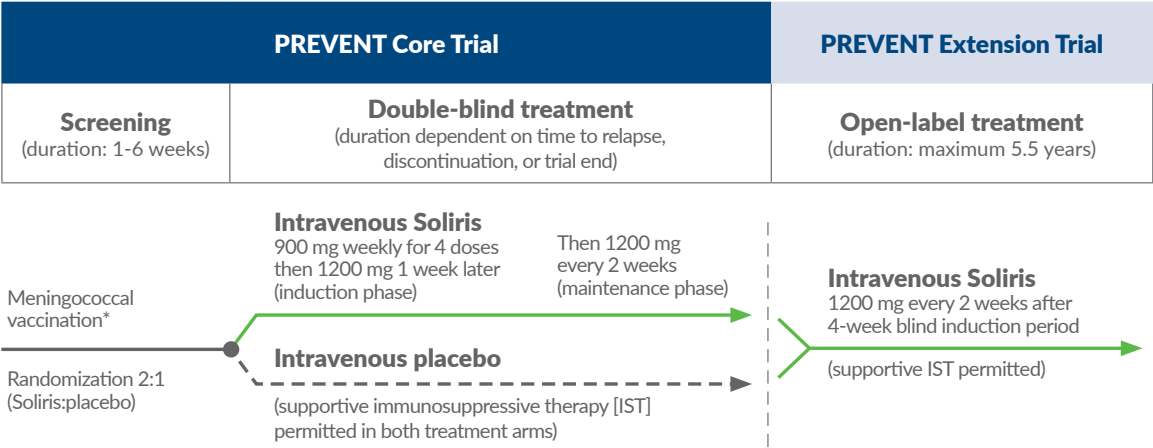 PREVENT Core Trial
PREVENT Extension Trial
Screening
(duration: 1-6 weeks)
Double-blind treatment
(duration dependent on time to relapse,
discontinuation, or trial end)
Open-label treatment
(duration: maximum 5.5 years)
Meningococcal
vaccination*
Randomization 2:1
(Soliris:placebo)
Intravenous Soliris
900 mg weekly for 4 doses
then 1200 mg 1 week later
(induction phase)
Then 1200 mg
every 2 weeks
(maintenance phase)
Intravenous placebo
(supportive immunosuppressive therapy [IST]
permitted in both treatment arms)
Intravenous Soliris
1200 mg every 2 weeks after
4-week blind induction period
(supportive IST permitted)